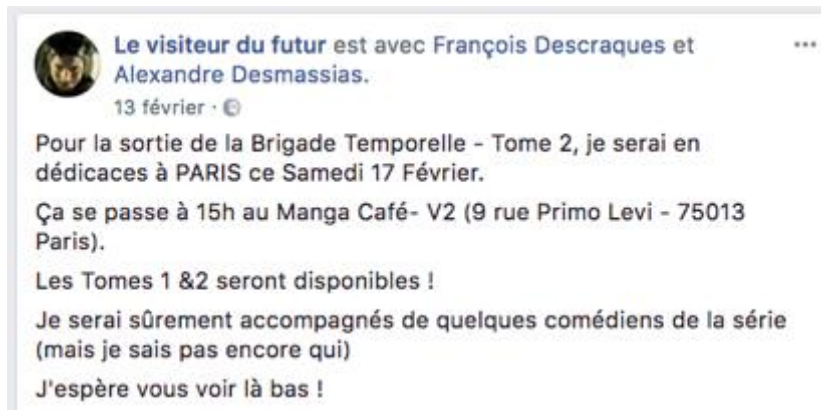 Le visiteur du futur est avec François Descraques et
Alexandre Desmassias.
13 février ·
Pour la sortie de la Brigade Temporelle - Tome 2, je serai en
dédicaces à PARIS ce Samedi 17 Février.
Ça se passe à 15h au Manga Café- V2 (9 rue Primo Levi - 75013
Paris).
Les Tomes 1 &2 seront disponibles !
Je serai sûrement accompagnés de quelques comédiens de la série
(mais je sais pas encore qui)
J'espère vous voir là bas !